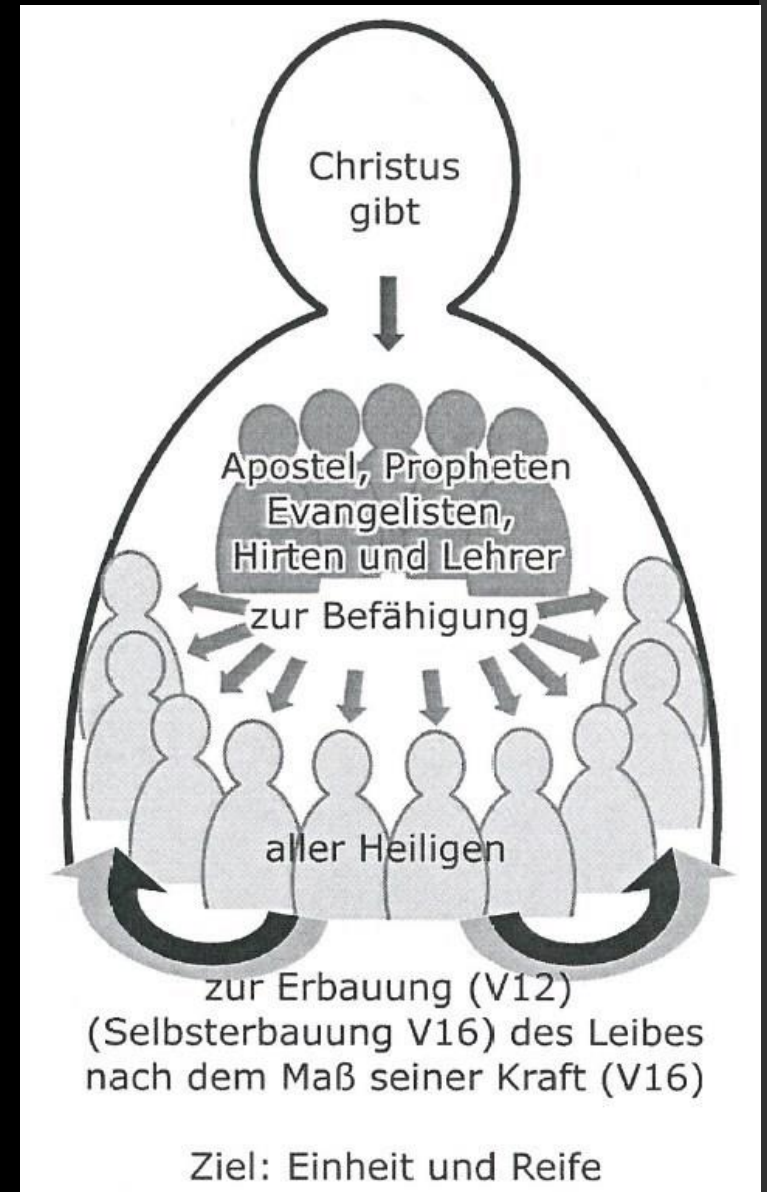 Christus
gibt
Apostel, Propheten
Evangelisten,
Hirten und Lehrer
zur Befähigung
aller Heiligen
zur Erbauung (V12)
(Selbsterbauung V16) des Leibes
nach dem Maß seiner Kraft (V16)
Ziel: Einheit und Reife